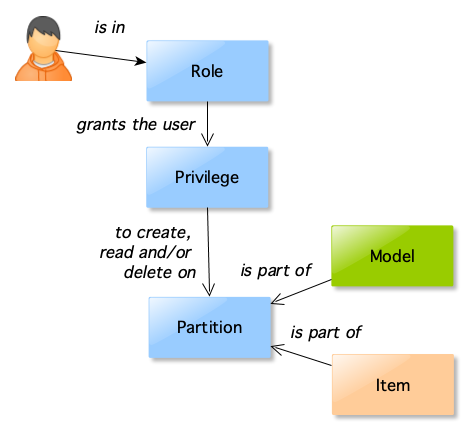 is in
Role
grants the user
Privilege
to create,
read and/or
delete on
Model
is part of
Partition
is part of
Item